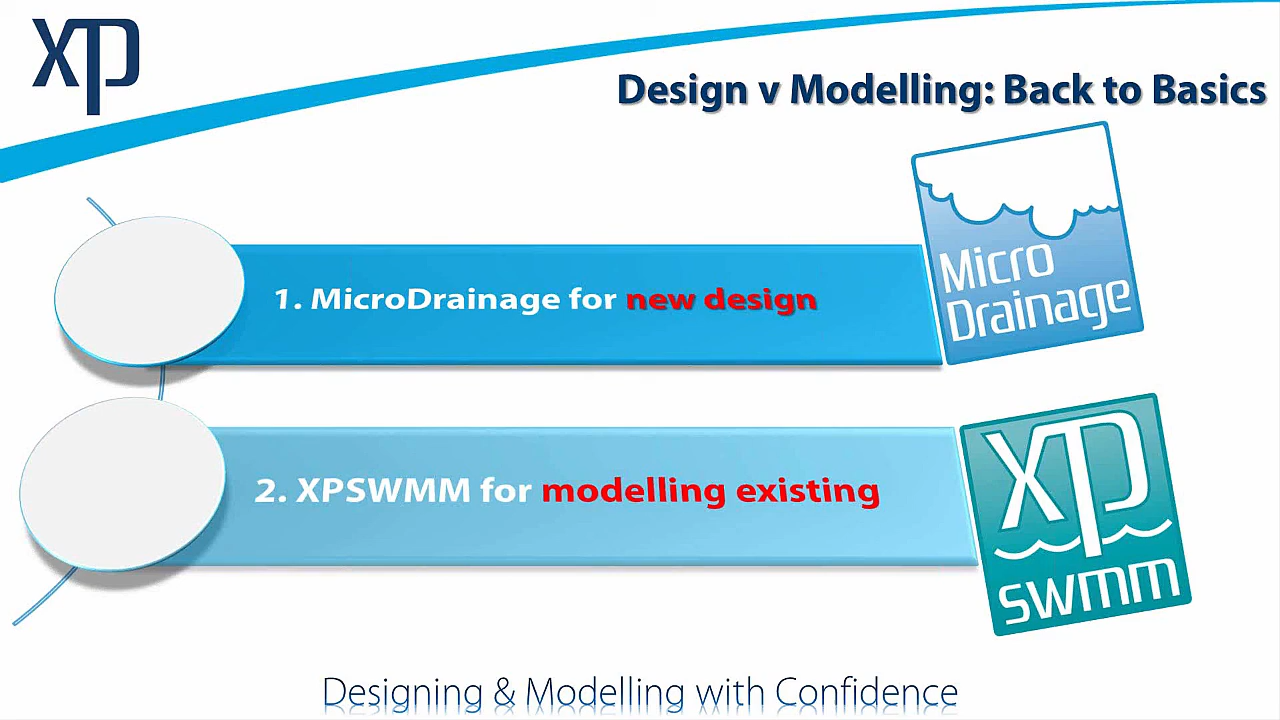 xp
Design v Modelling: Back to Basics
Micro
Drainage
1. MicroDrainage for new design
xp
swmm
2. XPSWMM for modelling existing
Designing & Modelling with Confidence